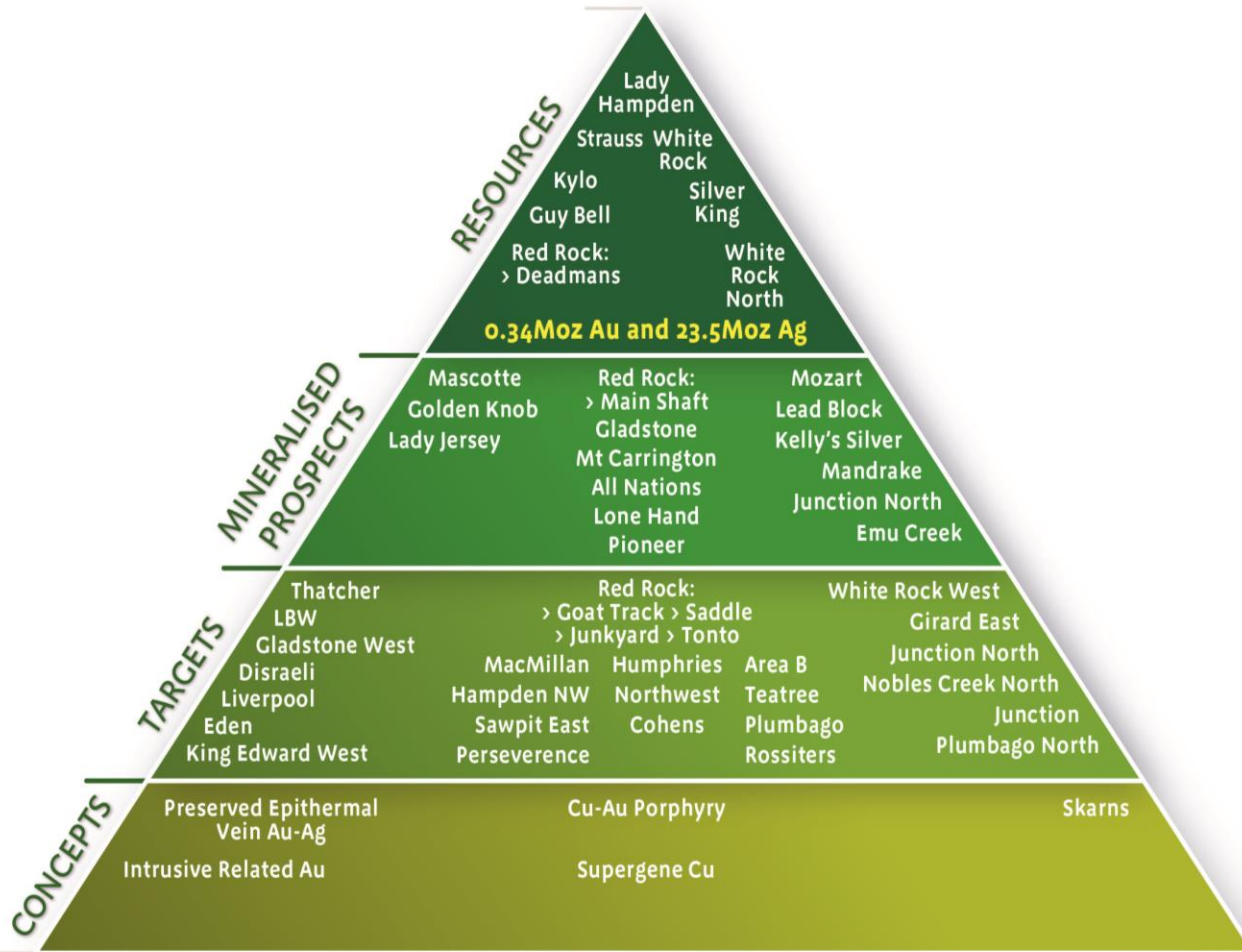 RESOURCES
Lady
Hampden
Strauss White
Rock
Kylo
Silver
King
Guy Bell
Red Rock:
› Deadmans
White
Rock
North
0.34Moz Au and 23.5Moz Ag
MINERALISED
PROSPECTS
Mascotte
Golden Knob
Lady Jersey
Red Rock:
› Main Shaft
Gladstone
Mt Carrington
All Nations
Lone Hand
Pioneer
Mozart
Lead Block
Kelly's Silver
Mandrake
Junction North
Emu Creek
TARGETS
Thatcher
LBW
Gladstone West
Disraeli
Liverpool
Eden
King Edward West
Red Rock:
› Goat Track › Saddle
› Junkyard › Tonto
MacMillan Humphries Area B
Hampden NW Northwest Teatree
Sawpit East Cohens Plumbago
Perseverence Rossiters
White Rock West
Girard East
Junction North
Nobles Creek North
Junction
Plumbago North
CONCEPTS
Preserved Epithermal
Vein Au-Ag
Intrusive Related Au
Cu-Au Porphyry
Supergene Cu
Skarns